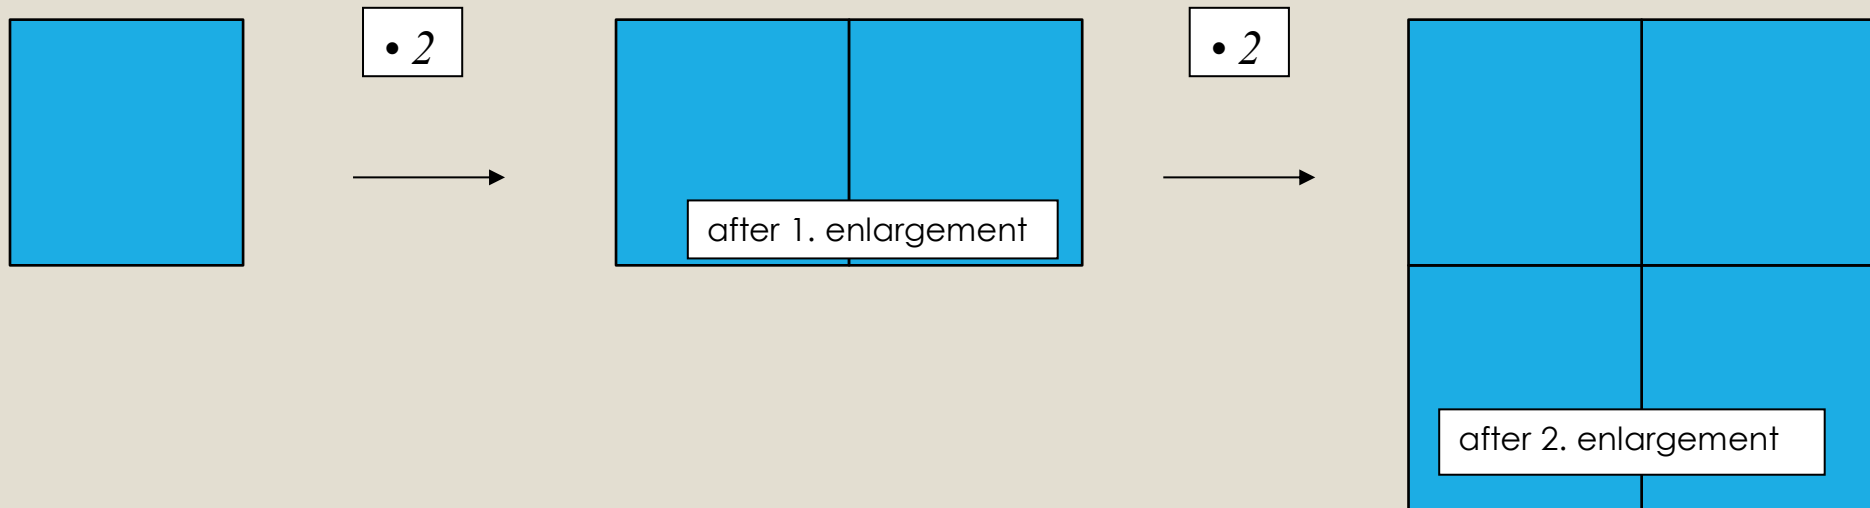 • 2
• 2
after 1. enlargement
after 2. enlargement